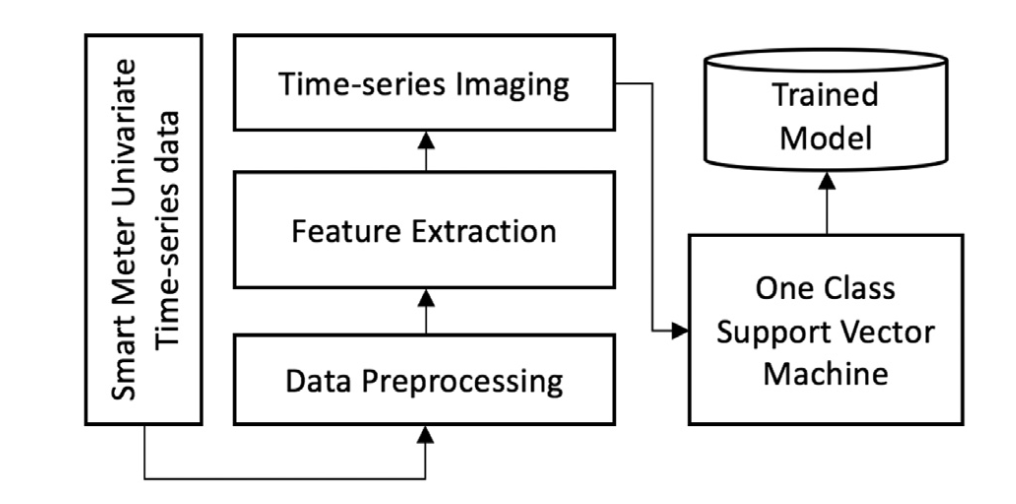 Smart Meter Univariate
Time-series data
Time-series Imaging
Feature Extraction
Data Preprocessing
Trained
Model
One Class
Support Vector
Machine